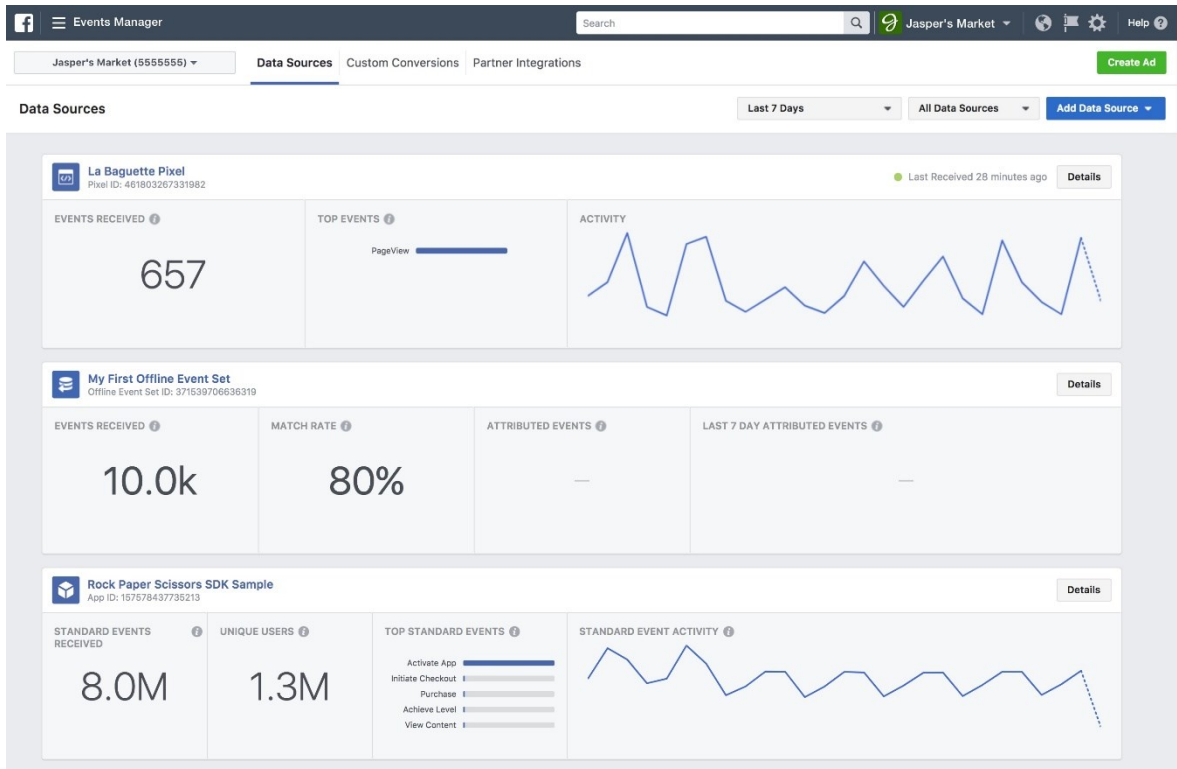 f Events Manager Search Jasper's Market Help
Jasper's Market (5555555) Data Sources Custom Conversions Partner Integrations Create Ad
Data Sources Last 7 Days All Data Sources Add Data Source
La Baguette Pixel
Pixel ID: 461803267331982
Last Received 28 minutes ago Details
EVENTS RECEIVED TOP EVENTS ACTIVITY
PageView
657
My First Offline Event Set
Offline Event Set ID: 371539706636319
Details
EVENTS RECEIVED MATCH RATE ATTRIBUTED EVENTS LAST 7 DAY ATTRIBUTED EVENTS
10.0k 80% — —
Rock Paper Scissors SDK Sample
App ID: 157578437735213
Details
STANDARD EVENTS RECEIVED UNIQUE USERS TOP STANDARD EVENTS STANDARD EVENT ACTIVITY
8.0M 1.3M
Activate App
Initiate Checkout
Purchase
Achieve Level
View Content